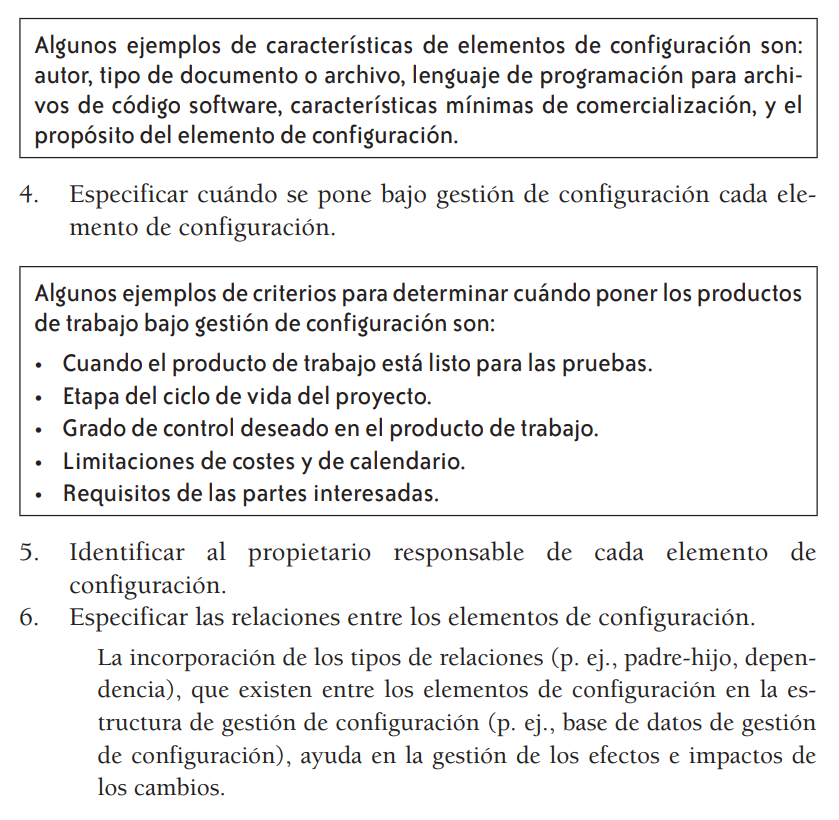 Algunos ejemplos de características de elementos de configuración son:
autor, tipo de documento o archivo, lenguaje de programación para archi-
vos de código software, características mínimas de comercialización, y el
propósito del elemento de configuración.
4. Especificar cuándo se pone bajo gestión de configuración cada ele-
mento de configuración.
Algunos ejemplos de criterios para determinar cuándo poner los productos
de trabajo bajo gestión de configuración son:
• Cuando el producto de trabajo está listo para las pruebas.
• Etapa del ciclo de vida del proyecto.
• Grado de control deseado en el producto de trabajo.
• Limitaciones de costes y de calendario.
• Requisitos de las partes interesadas.
5. Identificar al propietario responsable de cada elemento de
configuración.
6. Especificar las relaciones entre los elementos de configuración.
La incorporación de los tipos de relaciones (p. ej., padre-hijo, depen-
dencia), que existen entre los elementos de configuración en la es-
tructura de gestión de configuración (p. ej., base de datos de gestión
de configuración), ayuda en la gestión de los efectos e impactos de
los cambios.